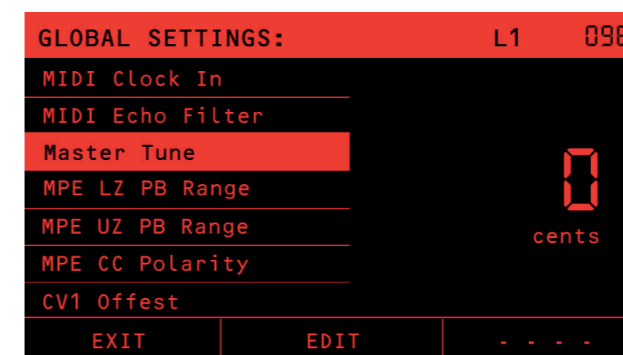 GLOBAL SETTINGS: L1 098
MIDI Clock In
MIDI Echo Filter
Master Tune
MPE LZ PB Range
MPE UZ PB Range
MPE CC Polarity
CV1 Offest
0
cents
EXIT EDIT - - - -